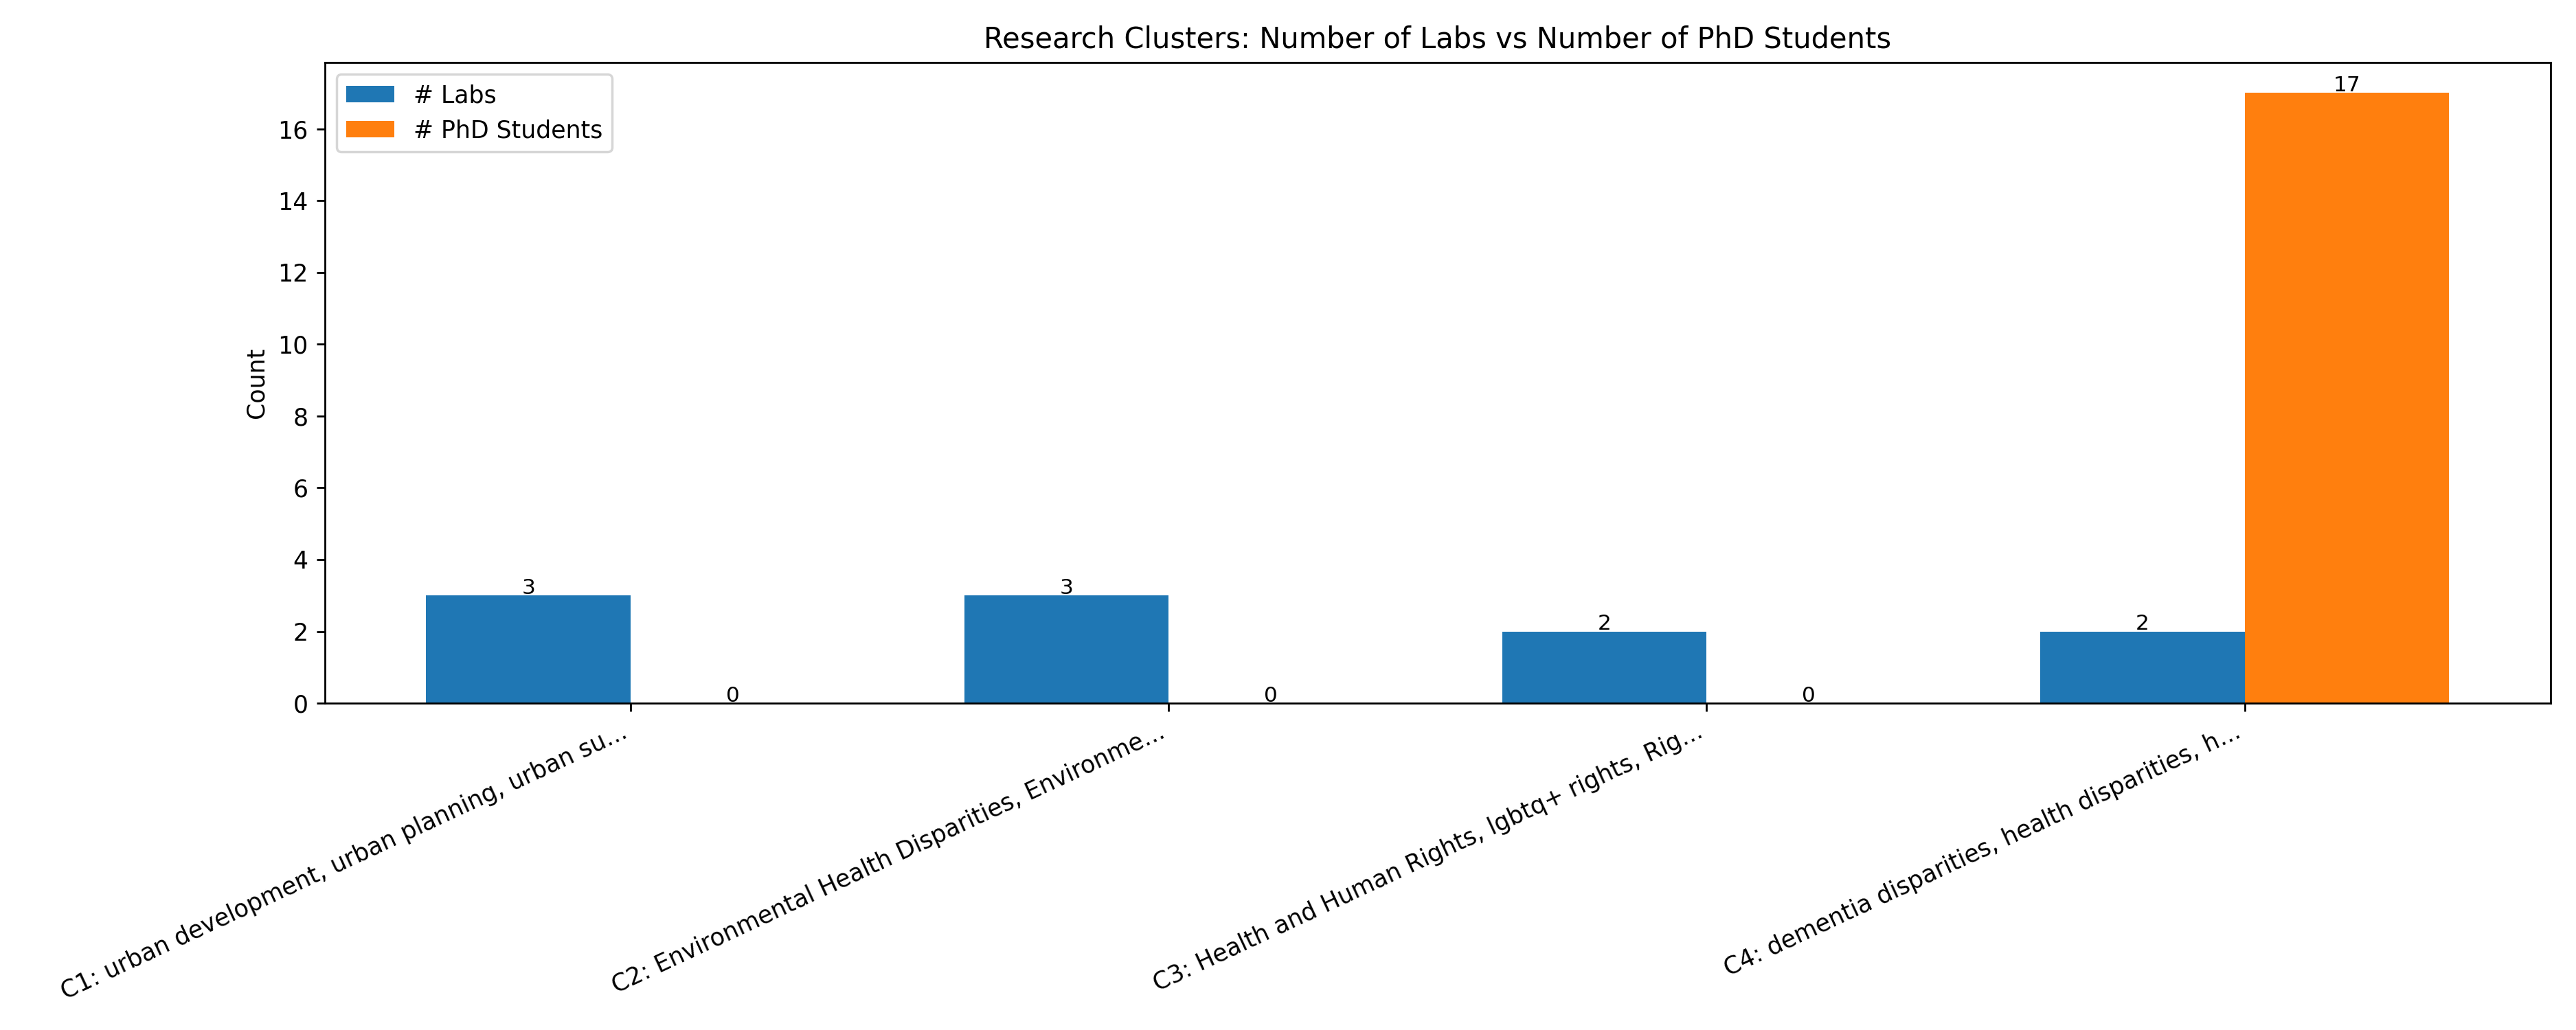 Research Clusters: Number of Labs vs Number of PhD Students
# Labs
# PhD Students
Count
16
14
12
10
8
6
4
2
0
3
0
3
0
2
0
2
17
C1: urban development, urban planning, urban su...
C2: Environmental Health Disparities, Environme...
C3: Health and Human Rights, lgbtq+ rights, Rig...
C4: dementia disparities, health disparities, h...